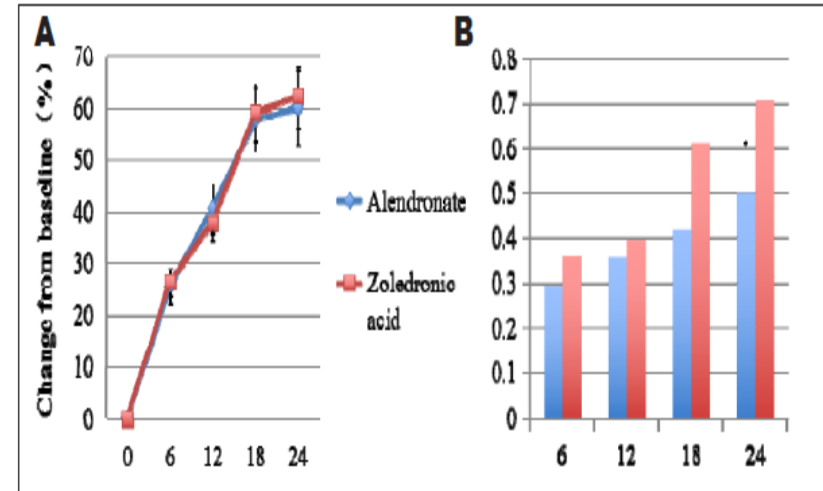 A
Change from baseline (%)
70
60
50
40
30
20
10
0
0 6 12 18 24
Alendronate
Zoledronic
acid
B
0.8
0.7
0.6
0.5
0.4
0.3
0.2
0.1
0
6 12 18 24